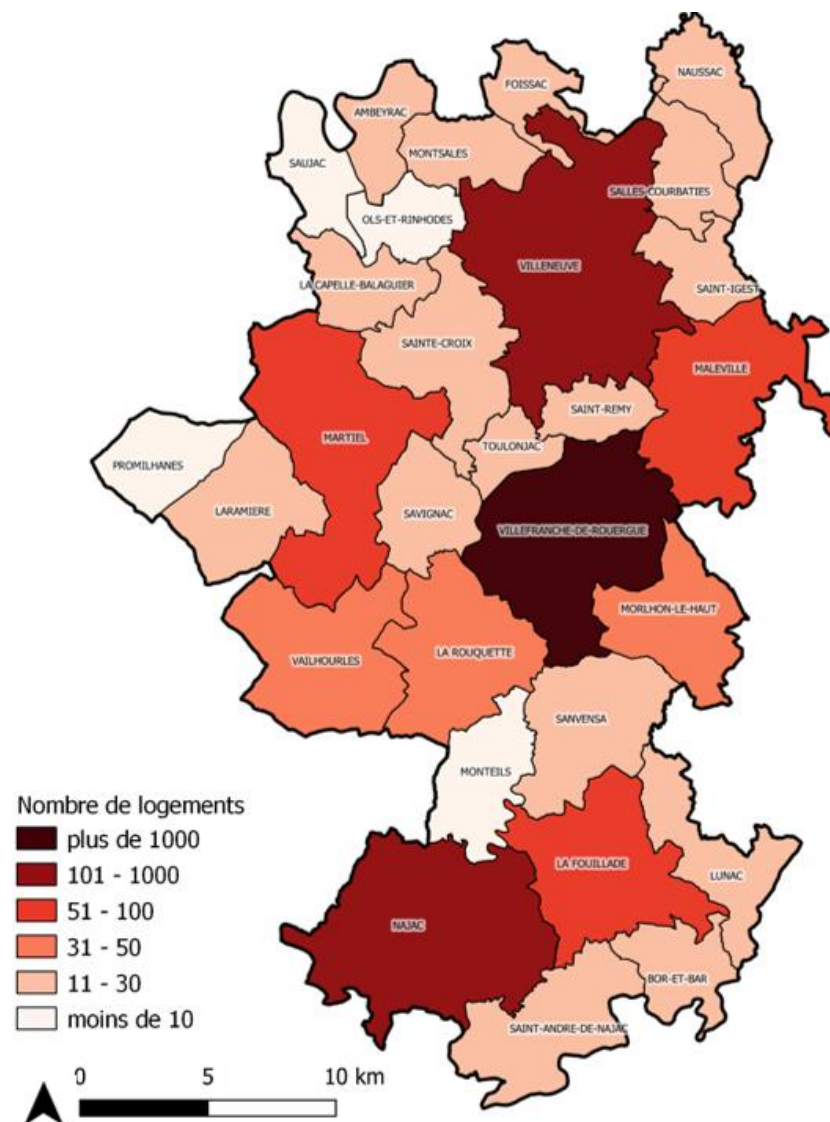 NAUSSAC
FOISSAC
AMBEYRAC
MONTSALES
SAUJAC
SALLES-COURBATIES
OLS-ET-RINHODES
VILLENEUVE
LA CAPELLE-BALAGUIER
SAINT-IGEST
SAINTE-CROIX
MALEVILLE
SAINT-REMY
MARTIEL
TOULONJAC
PROMILHANES
LARAMIERE
SAVIGNAC
VILLEFRANCHE-DE-ROUERGUE
MORLHON-LE-HAUT
VAILHOURLES
LA ROUQUETTE
SANVENSA
MONTEILS
LA FOUILLADE
LUNAC
NAJAC
BOR-ET-BAR
SAINT-ANDRE-DE-NAJAC
Nombre de logements
plus de 1000
101 - 1000
51 - 100
31 - 50
11 - 30
moins de 10
0 5 10 km